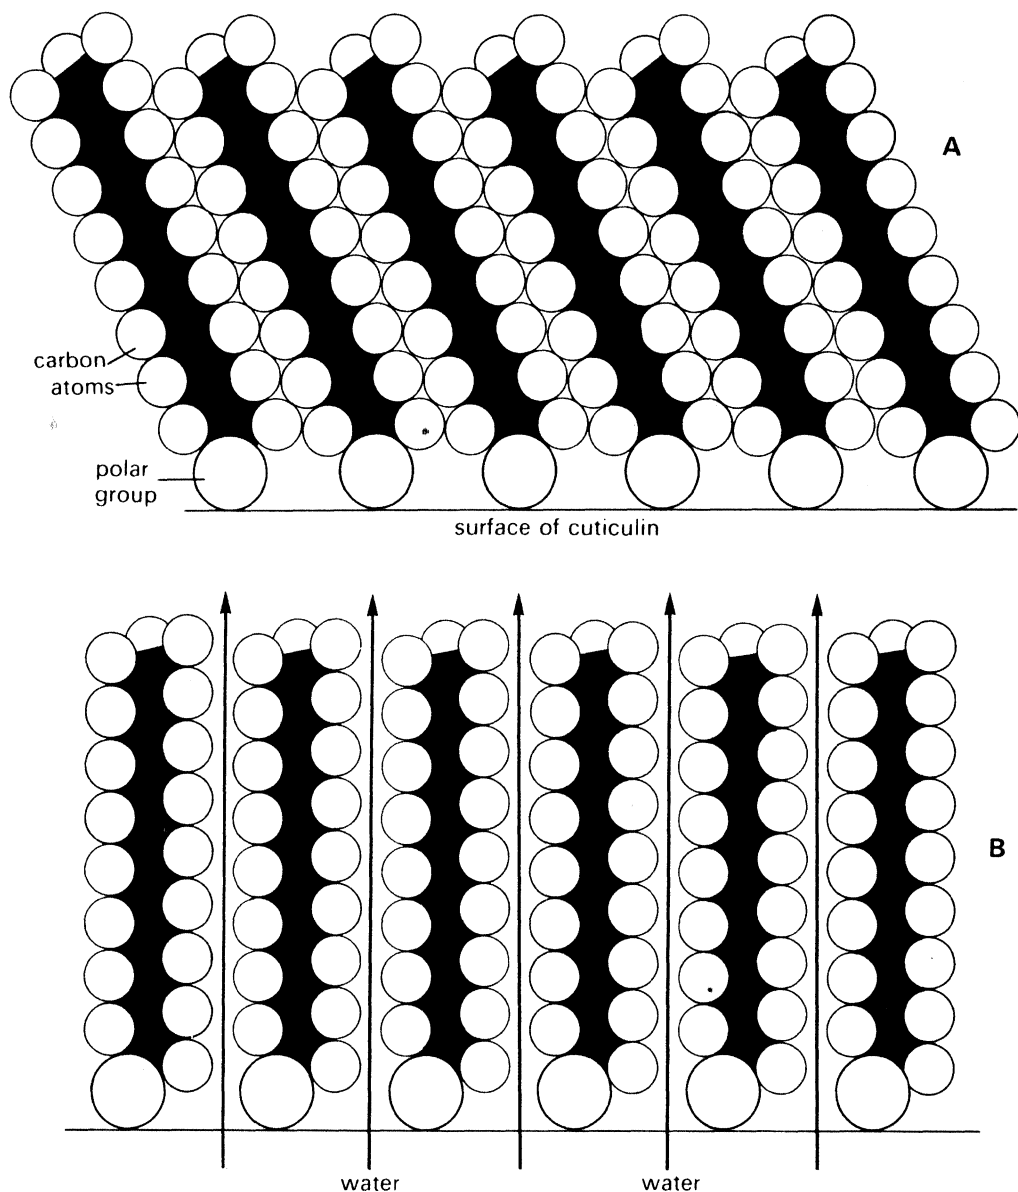 A
carbon
atoms
polar
group
surface of cuticulin
B
water
water